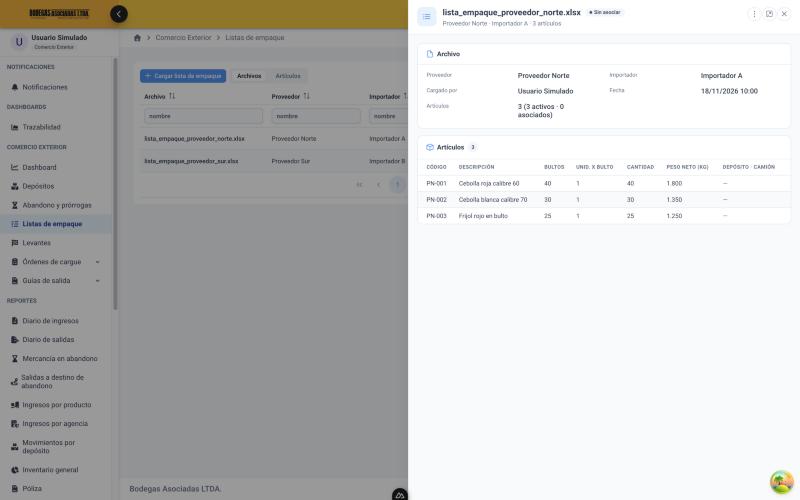 BODEGAS ASOCIADAS LTDA.
U
Usuario Simulado
Comercio Exterior
NOTIFICACIONES
Notificaciones
DASHBOARDS
Trazabilidad
COMERCIO EXTERIOR
Dashboard
Depósitos
Abandono y prórrogas
Listas de empaque
Levantes
Órdenes de cargue
Guías de salida
REPORTES
Diario de ingresos
Diario de salidas
Mercancía en abandono
Salidas a destino de
abandono
Ingresos por producto
Ingresos por agencia
Movimientos por
depósito
Inventario general
Póliza
Comercio Exterior
Listas de empaque
+ Cargar lista de empaque
Archivos
Artículos
Archivo
Proveedor
Importador
nombre
nombre
nombre
lista_empaque_proveedor_norte.xlsx
Proveedor Norte
Importador A
lista_empaque_proveedor_sur.xlsx
Proveedor Sur
Importador B
1
Bodegas Asociadas LTDA.
lista_empaque_proveedor_norte.xlsx
Sin asociar
Proveedor Norte · Importador A · 3 artículos
Archivo
Proveedor
Proveedor Norte
Importador
Importador A
Cargado por
Usuario Simulado
Fecha
18/11/2026 10:00
Artículos
3 (3 activos · 0
asociados)
Artículos 3
CÓDIGO DESCRIPCIÓN BULTOS UNID. X BULTO CANTIDAD PESO NETO (KG) DEPÓSITO · CAMIÓN
PN-001 Cebolla roja calibre 60 40 1 40 1.800 —
PN-002 Cebolla blanca calibre 70 30 1 30 1.350 —
PN-003 Frijol rojo en bulto 25 1 25 1.250 —